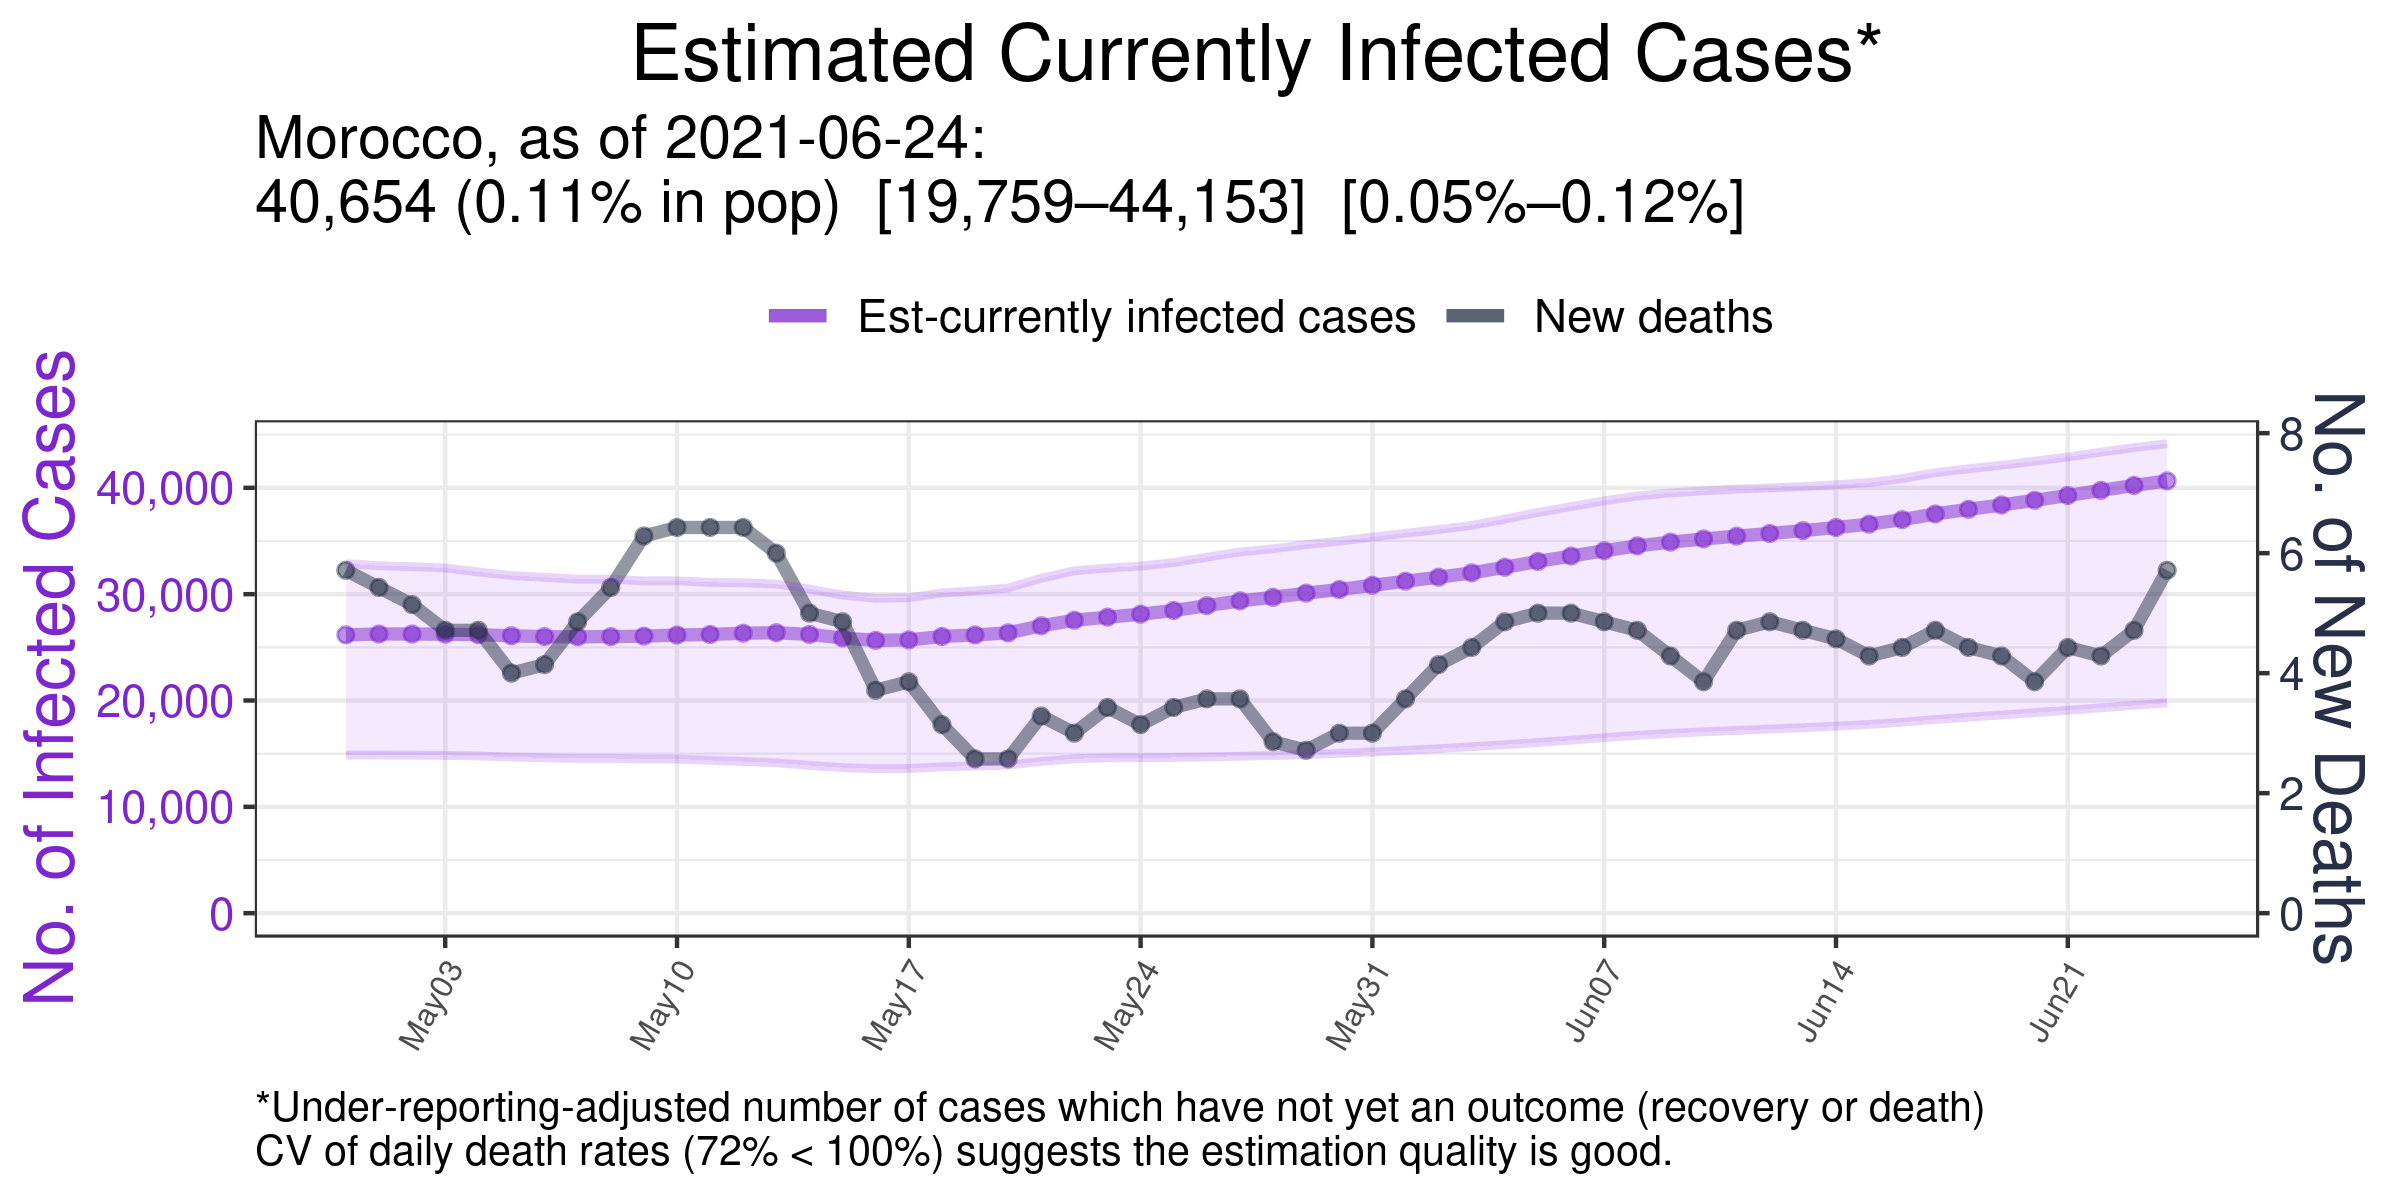 Estimated Currently Infected Cases*
Morocco, as of 2021-06-24:
40,654 (0.11% in pop)  [19,759–44,153]  [0.05%–0.12%]
Est-currently infected cases
New deaths
No. of Infected Cases
40,000
30,000
20,000
10,000
0
8
6
4
2
0
No. of New Deaths
May03
May10
May17
May24
May31
Jun07
Jun14
Jun21
*Under-reporting-adjusted number of cases which have not yet an outcome (recovery or death)
CV of daily death rates (72% < 100%) suggests the estimation quality is good.